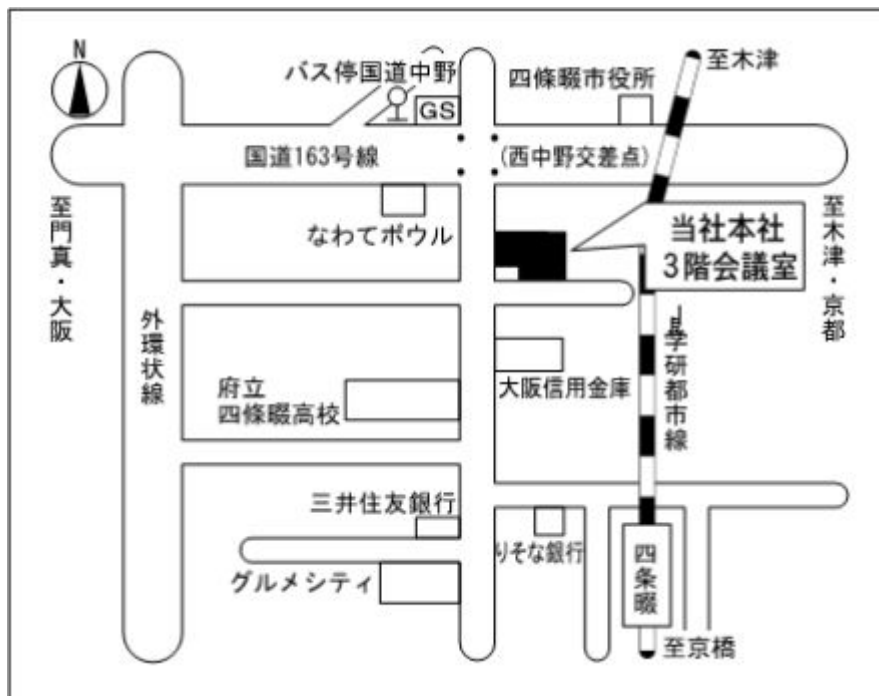 N
バス停国道中野
GS
四條畷市役所
至木津
国道163号線
(西中野交差点)
至門真・大阪
なわてボウル
当社本社
3階会議室
至木津・京都
外環状線
府立
四條畷高校
大阪信用金庫
JR学研都市線
三井住友銀行
りそな銀行
グルメシティ
四条畷
至京橋